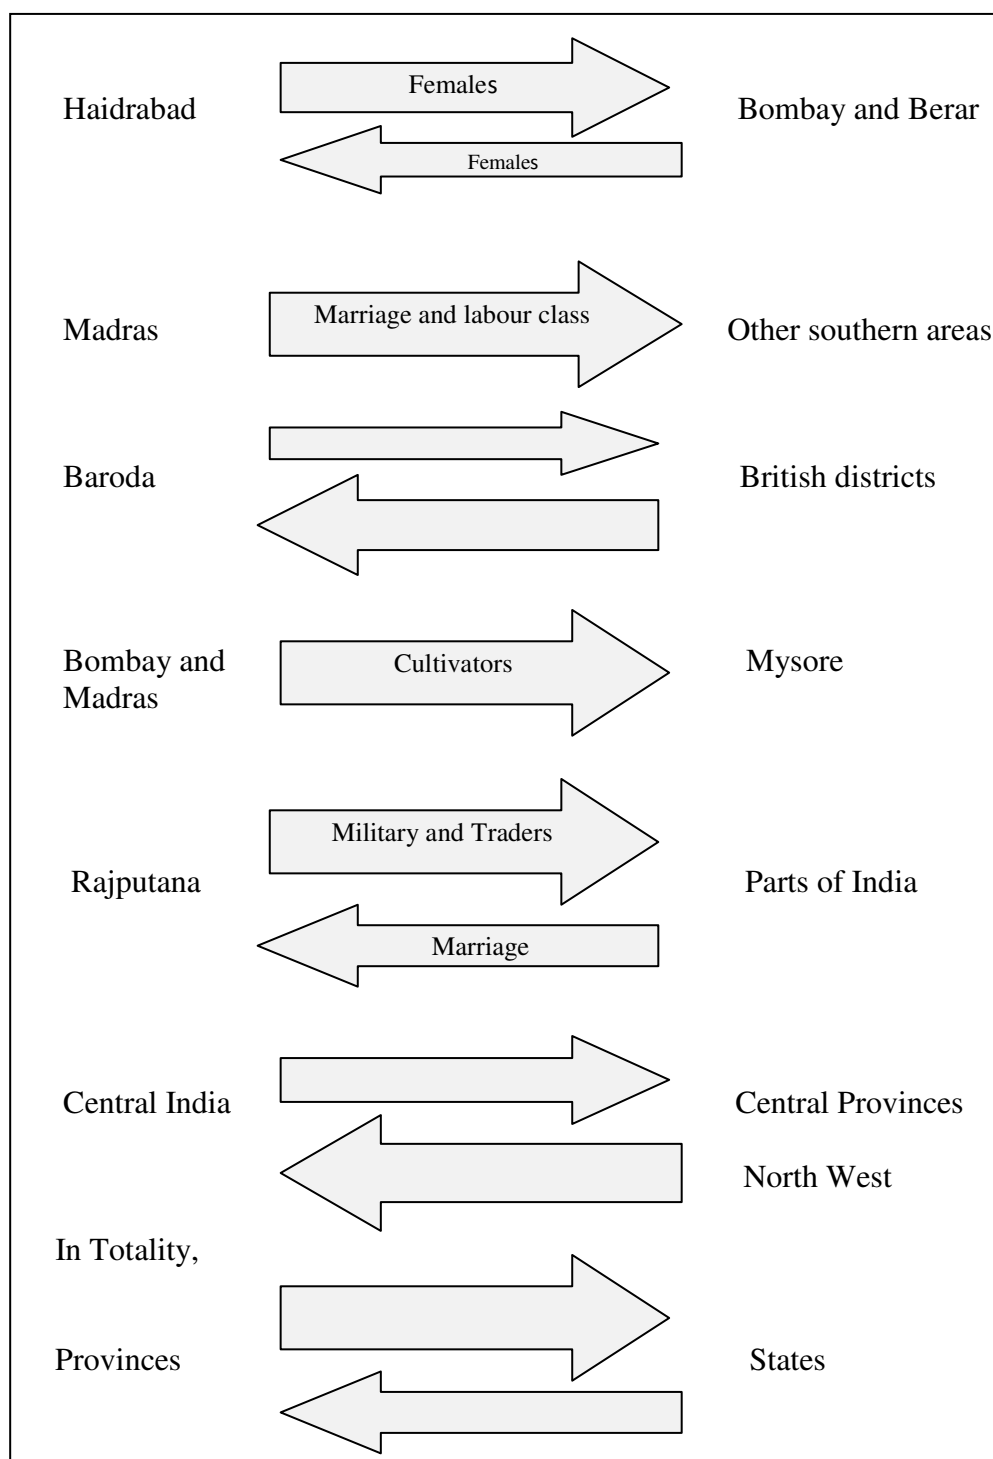 Females
Haidrabad
Bombay and Berar
Females
Marriage and labour class
Madras
Other southern areas
Baroda
British districts
Bombay and
Madras
Cultivators
Mysore
Military and Traders
Rajputana
Parts of India
Marriage
Central India
Central Provinces
North West
In Totality,
Provinces
States